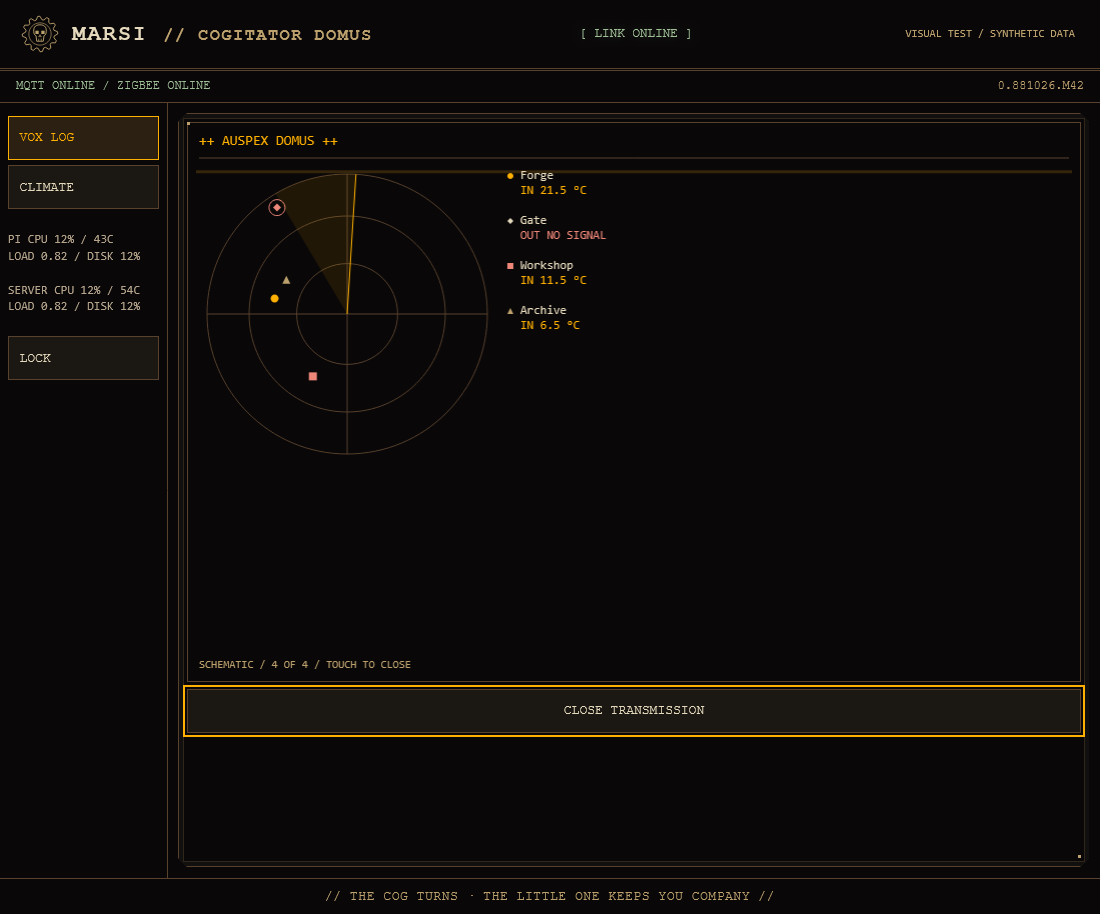 MARSI // COGITATOR DOMUS
[ LINK ONLINE ]
VISUAL TEST / SYNTHETIC DATA
MQTT ONLINE / ZIGBEE ONLINE
0.881026.M42
VOX LOG
CLIMATE
PI CPU 12% / 43C
LOAD 0.82 / DISK 12%
SERVER CPU 12% / 54C
LOAD 0.82 / DISK 12%
LOCK
++ AUSPEX DOMUS ++
Forge
IN 21.5 °C
Gate
OUT NO SIGNAL
Workshop
IN 11.5 °C
Archive
IN 6.5 °C
SCHEMATIC / 4 OF 4 / TOUCH TO CLOSE
CLOSE TRANSMISSION
// THE COG TURNS · THE LITTLE ONE KEEPS YOU COMPANY //